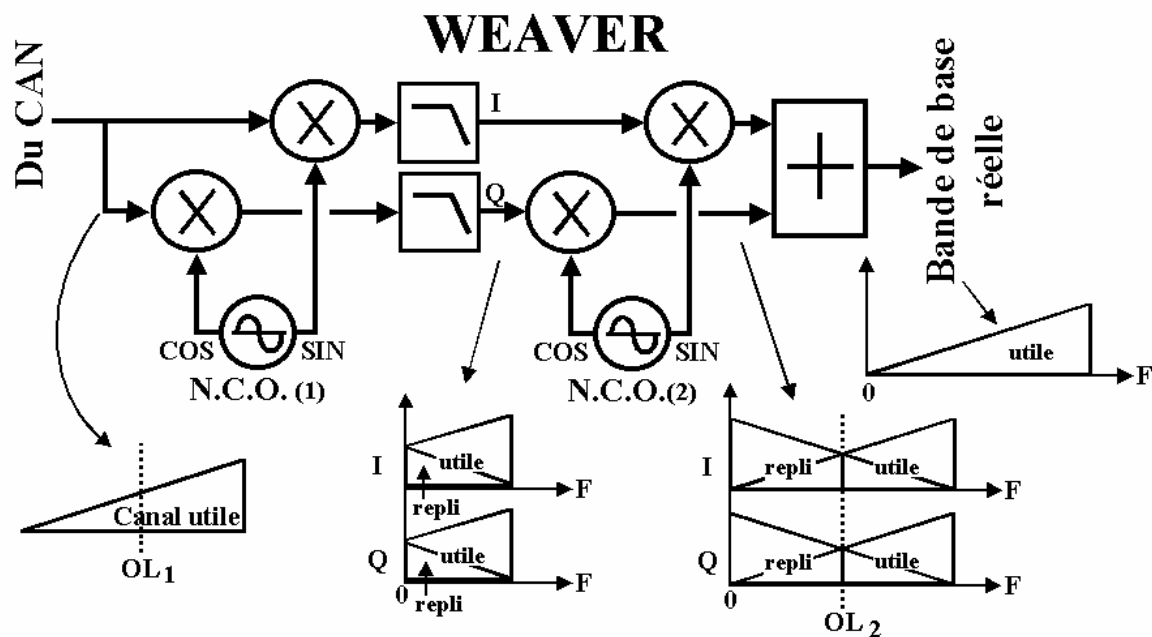 WEAVER
Du CAN
I
Q
COS
SIN
N.C.O. (1)
COS
SIN
N.C.O.(2)
Bande de base
réelle
utile
0
F
Canal utile
OL1
I
utile
repli
F
Q
utile
repli
0
F
I
repli
utile
F
0
Q
repli
utile
F
0
OL2